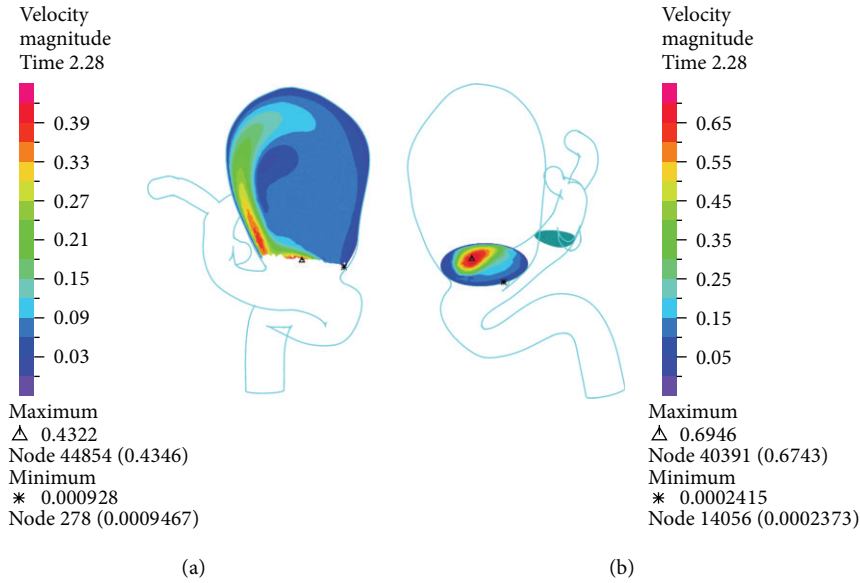 Velocity
magnitude
Time 2.28
0.39
0.33
0.27
0.21
0.15
0.09
0.03
Maximum
0.4322
Node 44854 (0.4346)
Minimum
0.000928
Node 278 (0.0009467)
(a)
Velocity
magnitude
Time 2.28
0.65
0.55
0.35
0.25
0.15
0.05
Maximum
0.6946
Node 40391 (0.6743)
Minimum
0.0002415
Node 14056 (0.0002373)
(b)